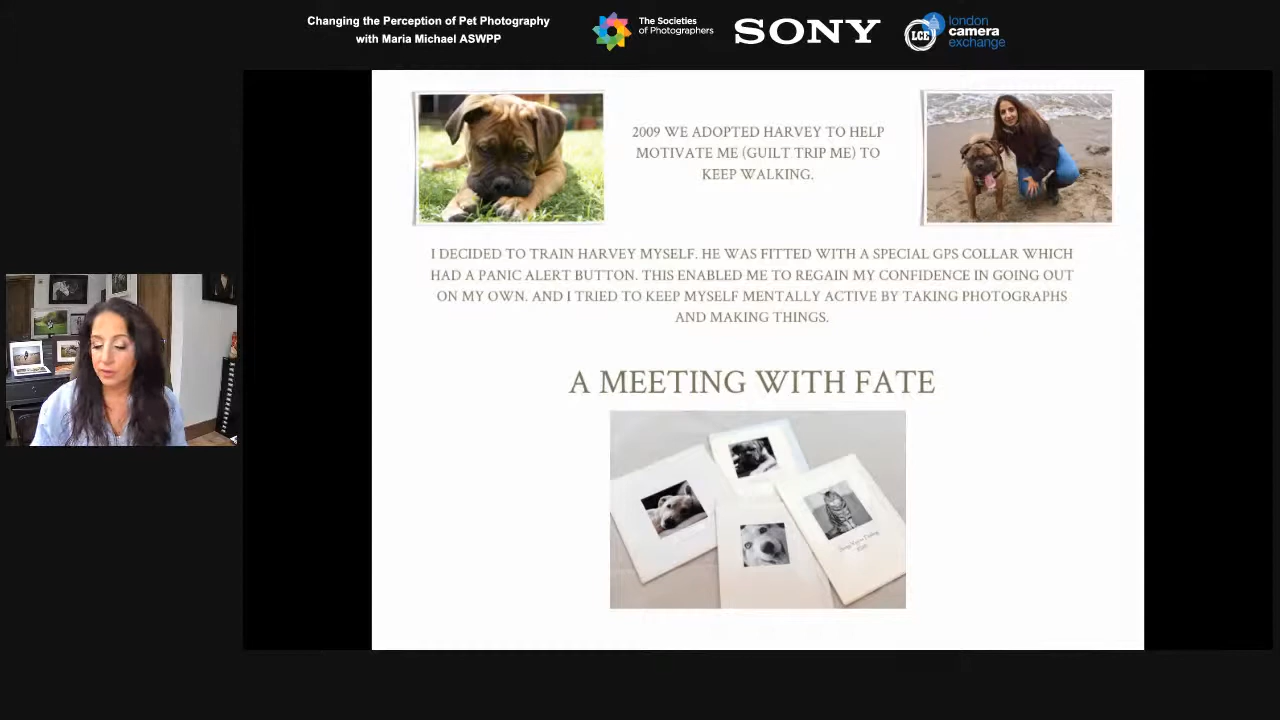 Changing the Perception of Pet Photography
with Maria Michael ASWPP
The Societies
of Photographers
SONY
LCE
london
camera
exchange
2009 WE ADOPTED HARVEY TO HELP
MOTIVATE ME (GUILT TRIP ME) TO
KEEP WALKING.
I DECIDED TO TRAIN HARVEY MYSELF. HE WAS FITTED WITH A SPECIAL GPS COLLAR WHICH
HAD A PANIC ALERT BUTTON. THIS ENABLED ME TO REGAIN MY CONFIDENCE IN GOING OUT
ON MY OWN. AND I TRIED TO KEEP MYSELF MENTALLY ACTIVE BY TAKING PHOTOGRAPHS
AND MAKING THINGS.
A MEETING WITH FATE